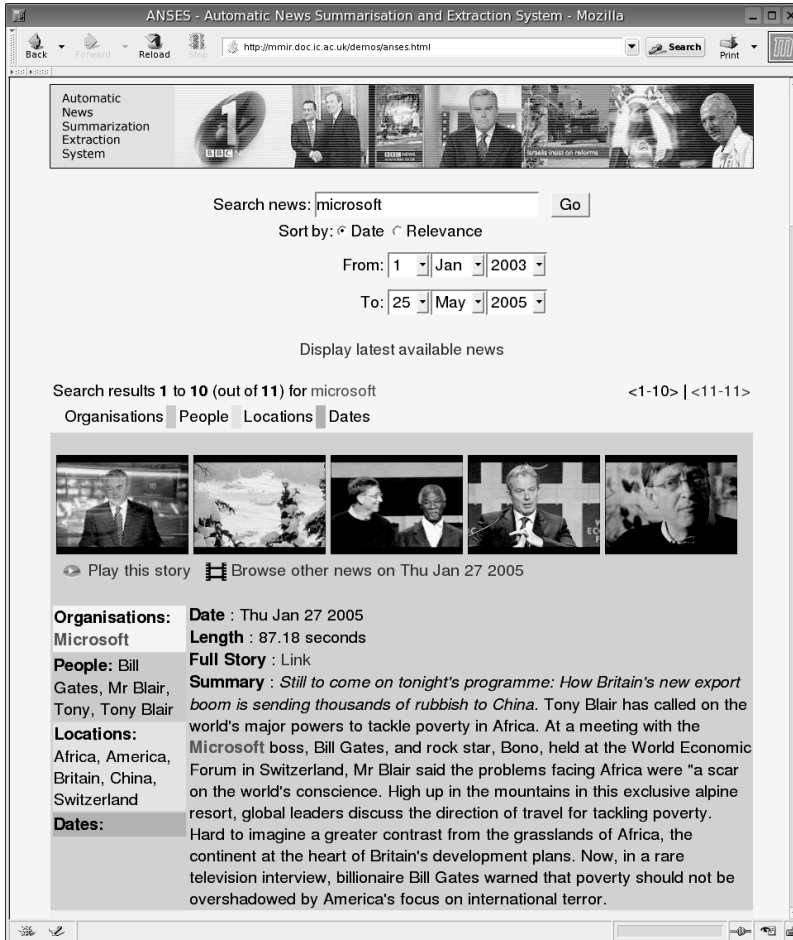 ANSES - Automatic News Summarisation and Extraction System - Mozilla
Back Forward Reload Stop http://mmir.doc.ic.ac.uk/demos/anses.html Search Print
Automatic
News
Summarization
Extraction
System
1
BBC NEWS
BBC NEWS
Israelis insist on reforms
Search news: microsoft Go
Sort by: Date Relevance
From: 1 Jan 2003
To: 25 May 2005
Display latest available news
Search results 1 to 10 (out of 11) for microsoft <1-10> | <11-11>
Organisations People Locations Dates
Play this story Browse other news on Thu Jan 27 2005
Organisations:
Microsoft
People: Bill
Gates, Mr Blair,
Tony, Tony Blair
Locations:
Africa, America,
Britain, China,
Switzerland
Dates:
Date : Thu Jan 27 2005
Length : 87.18 seconds
Full Story : Link
Summary : Still to come on tonight's programme: How Britain's new export
boom is sending thousands of rubbish to China. Tony Blair has called on the
world's major powers to tackle poverty in Africa. At a meeting with the
Microsoft boss, Bill Gates, and rock star, Bono, held at the World Economic
Forum in Switzerland, Mr Blair said the problems facing Africa were "a scar
on the world's conscience. High up in the mountains in this exclusive alpine
resort, global leaders discuss the direction of travel for tackling poverty.
Hard to imagine a greater contrast from the grasslands of Africa, the
continent at the heart of Britain's development plans. Now, in a rare
television interview, billionaire Bill Gates warned that poverty should not be
overshadowed by America's focus on international terror.